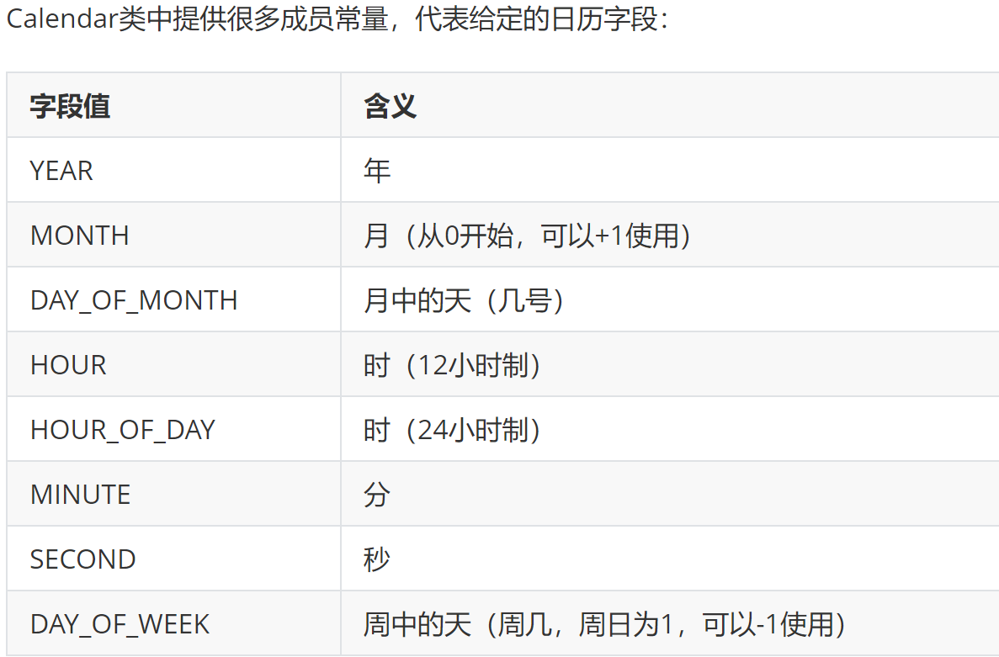 Calendar类中提供很多成员常量，代表给定的日历字段：
字段值 含义
YEAR 年
MONTH 月（从0开始，可以+1使用）
DAY_OF_MONTH 月中的天（几号）
HOUR 时（12小时制）
HOUR_OF_DAY 时（24小时制）
MINUTE 分
SECOND 秒
DAY_OF_WEEK 周中的天（周几，周日为1，可以-1使用）